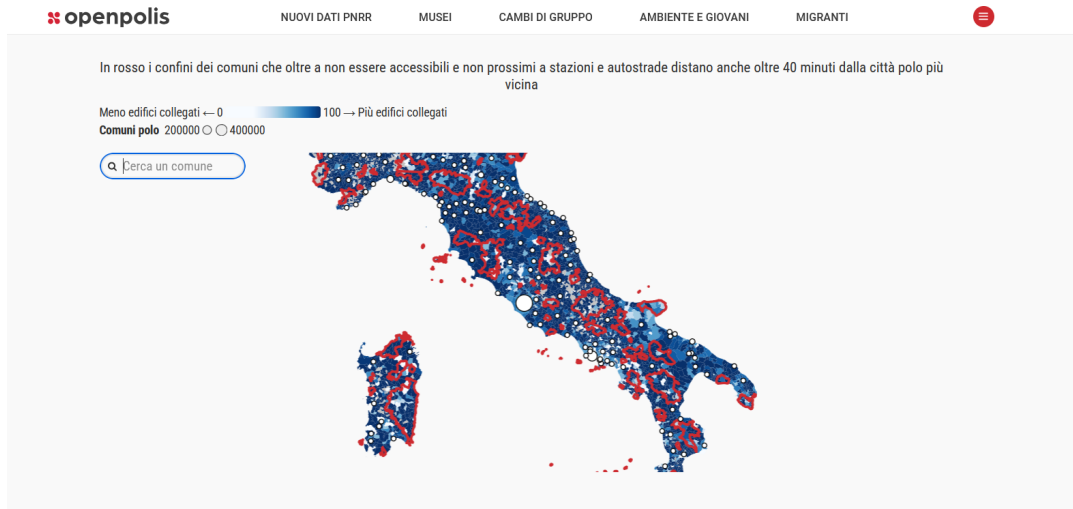 openpolis
NUOVI DATI PNRR MUSEI CAMBI DI GRUPPO AMBIENTE E GIOVANI MIGRANTI
In rosso i confini dei comuni che oltre a non essere accessibili e non prossimi a stazioni e autostrade distano anche oltre 40 minuti dalla città polo più
vicina
Meno edifici collegati ← 0 100 → Più edifici collegati
Comuni polo 200000 400000
Cerca un comune